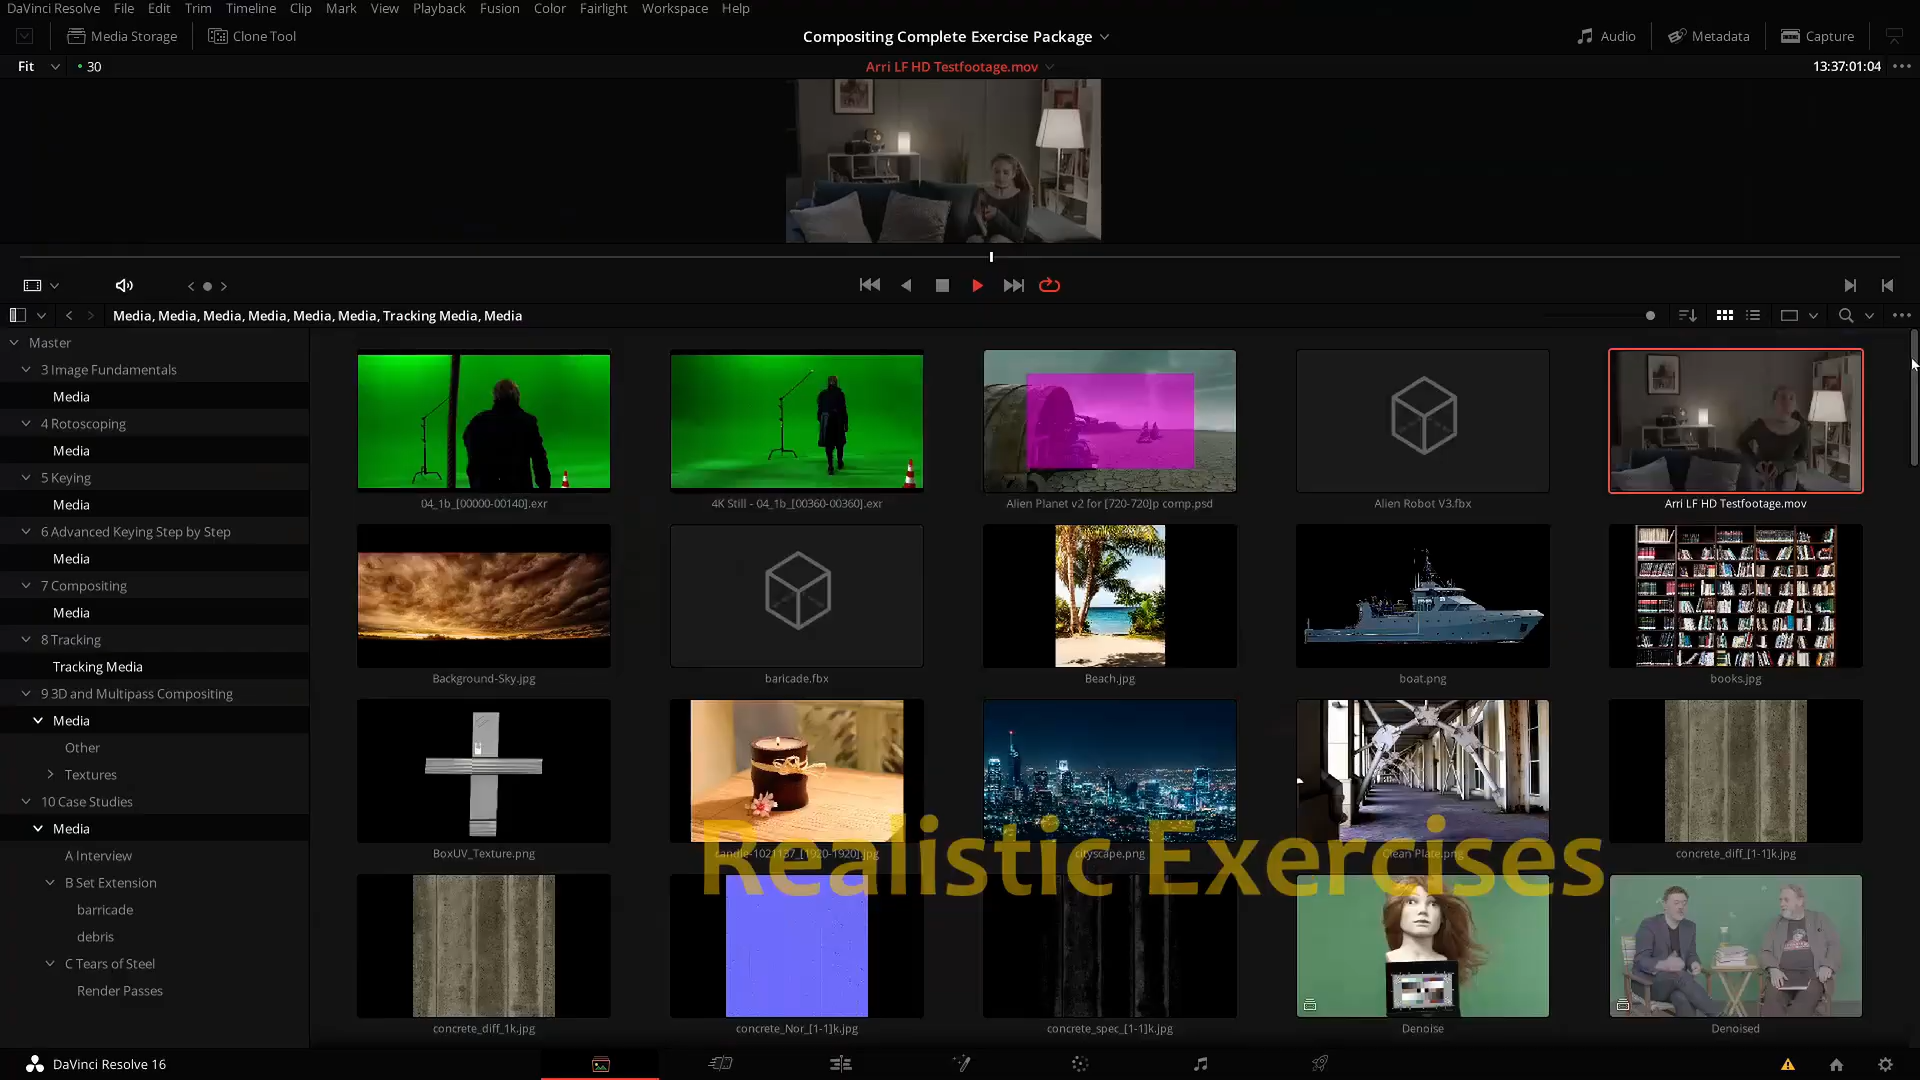 DaVinci Resolve File Edit Trim Timeline Clip Mark View Playback Fusion Color Fairlight Workspace Help
Media Storage Clone Tool Compositing Complete Exercise Package Audio Metadata Capture
Fit 30 Arri LF HD Testfootage.mov 13:37:01:04
Media, Media, Media, Media, Media, Media, Tracking Media, Media
Master
3 Image Fundamentals
Media
4 Rotoscoping
Media
5 Keying
Media
6 Advanced Keying Step by Step
Media
7 Compositing
Media
8 Tracking
Tracking Media
9 3D and Multipass Compositing
Media
Other
Textures
10 Case Studies
Media
A Interview
B Set Extension
barricade
debris
C Tears of Steel
Render Passes
04_1b_[00000-00140].exr 4K Still - 04_1b_[00360-00360].exr Alien Planet v2 for [720-720]p comp.psd Alien Robot V3.fbx Arri LF HD Testfootage.mov
Background-Sky.jpg baricade.fbx Beach.jpg boat.png books.jpg
BoxUV_Texture.png candle-1021137_[1920-1920].jpg cityscape.png Clean Plate.png concrete_diff_[1-1]k.jpg
Realistic Exercises
concrete_diff_1k.jpg concrete_Nor_[1-1]k.jpg concrete_spec_[1-1]k.jpg Denoise Denoised
DaVinci Resolve 16